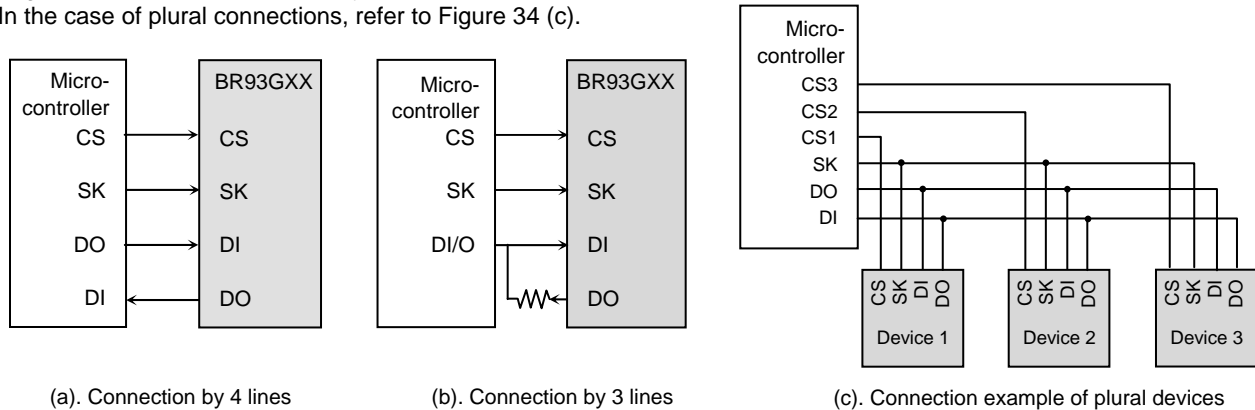 In the case of plural connections, refer to Figure 34 (c).
Micro-
controller
CS
SK
DO
DI
BR93GXX
CS
SK
DI
DO
(a). Connection by 4 lines
Micro-
controller
CS
SK
DI/O
BR93GXX
CS
SK
DI
DO
(b). Connection by 3 lines
Micro-
controller
CS3
CS2
CS1
SK
DO
DI
CS
SK
DI
DO
Device 1
CS
SK
DI
DO
Device 2
CS
SK
DI
DO
Device 3
(c). Connection example of plural devices